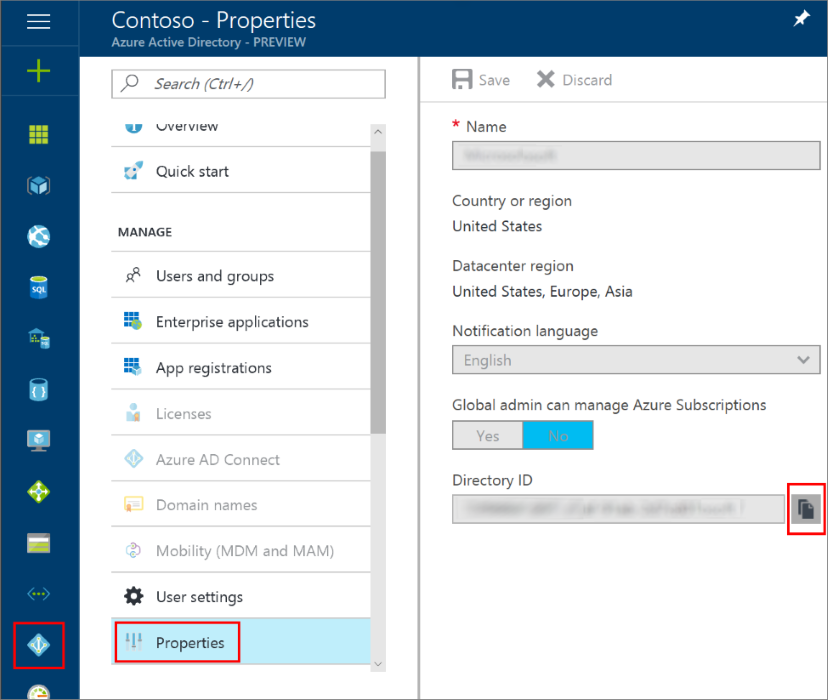 Contoso - Properties
Azure Active Directory - PREVIEW
Search (Ctrl+/)
Overview
Quick start
MANAGE
Users and groups
Enterprise applications
App registrations
Licenses
Azure AD Connect
Domain names
Mobility (MDM and MAM)
User settings
Properties
Save Discard
* Name
Country or region
United States
Datacenter region
United States, Europe, Asia
Notification language
English
Global admin can manage Azure Subscriptions
Yes No
Directory ID
SQL